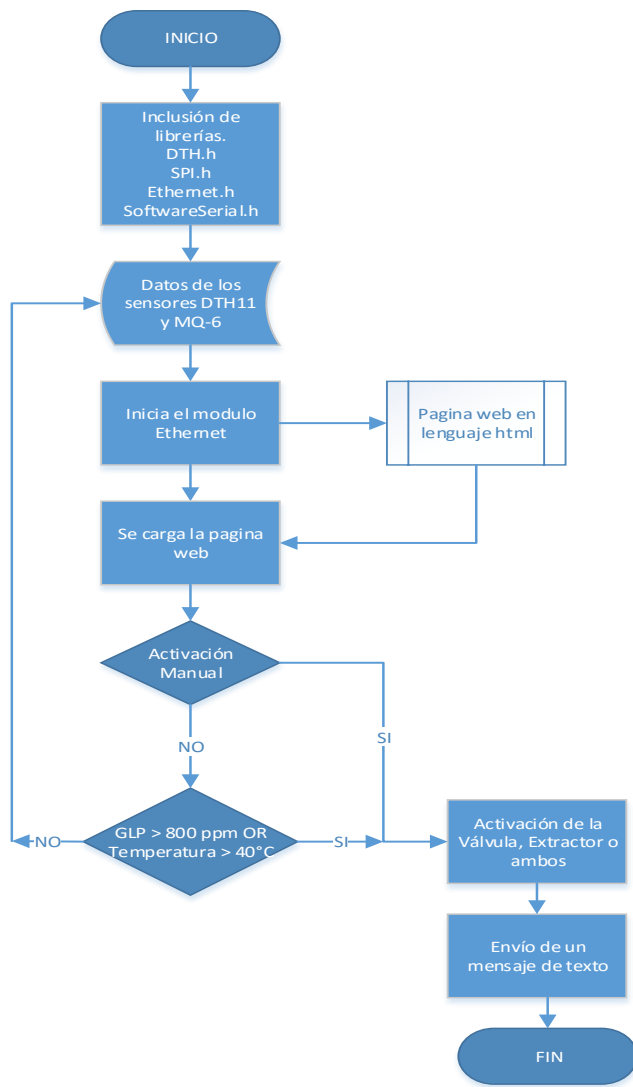 INICIO
Inclusión de
librerías.
DTH.h
SPI.h
Ethernet.h
SoftwareSerial.h
Datos de los
sensores DTH11
y MQ-6
Inicia el modulo
Ethernet
Pagina web en
lenguaje html
Se carga la pagina
web
Activación
Manual
NO
SI
GLP > 800 ppm OR
Temperatura > 40°C
NO
SI
Activación de la
Válvula, Extractor o
ambos
Envío de un
mensaje de texto
FIN